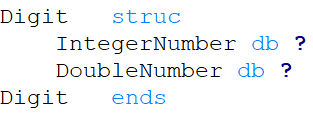 Digit   struc
    IntegerNumber db ?
    DoubleNumber db ?
Digit   ends